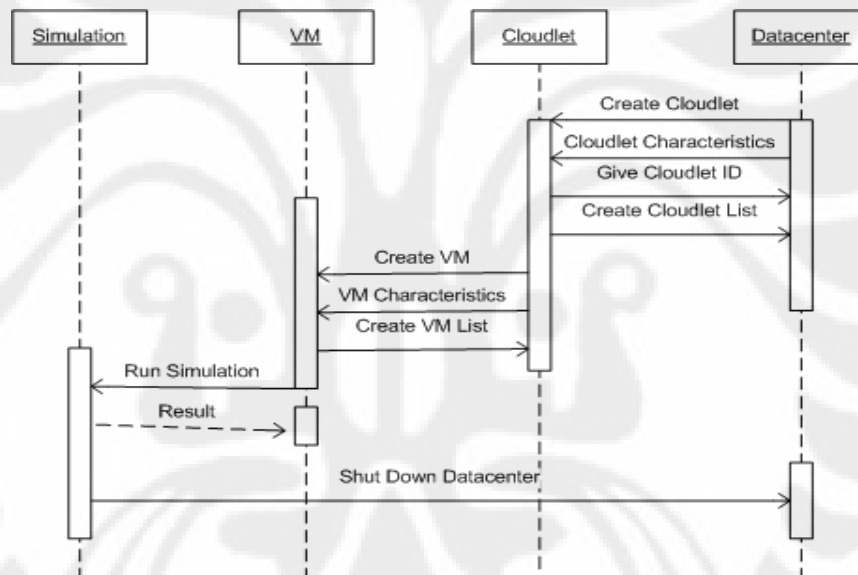 Simulation
VM
Cloudlet
Datacenter
Create Cloudlet
Cloudlet Characteristics
Give Cloudlet ID
Create Cloudlet List
Create VM
VM Characteristics
Create VM List
Run Simulation
Result
Shut Down Datacenter